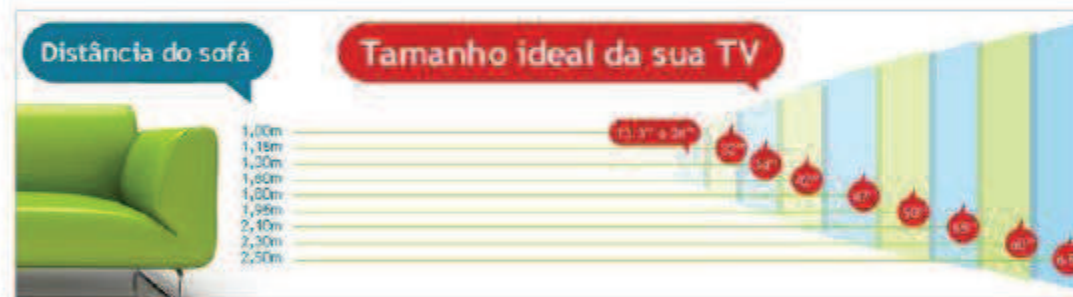 Distância do sofá
Tamanho ideal da sua TV
1,00m
1,15m
1,30m
1,60m
1,80m
1,95m
2,10m
2,30m
2,50m
32"
42"
47"
50"
55"
60"